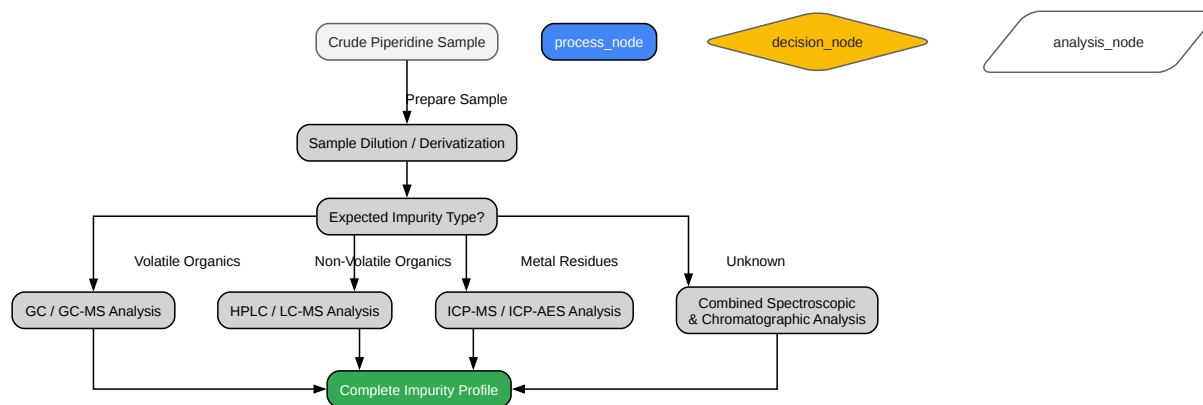 Crude Piperidine Sample
process_node
decision_node
analysis_node
Prepare Sample
Sample Dilution / Derivatization
Expected Impurity Type?
Volatile Organics
Non-Volatile Organics
Metal Residues
Unknown
GC / GC-MS Analysis
HPLC / LC-MS Analysis
ICP-MS / ICP-AES Analysis
Combined Spectroscopic
& Chromatographic Analysis
Complete Impurity Profile